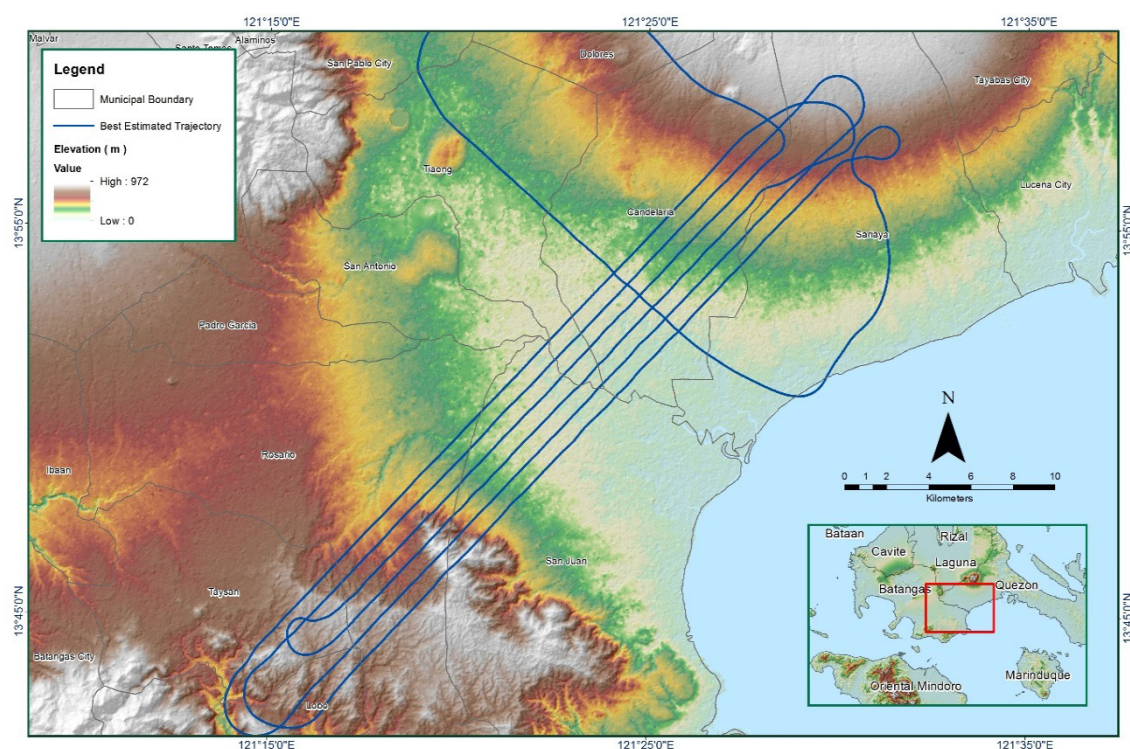 121°15'0"E
121°25'0"E
121°35'0"E
Malvar
Santo Tomas
Alaminos
San Pablo City
Dolores
Tayabas City
Legend
Municipal Boundary
Best Estimated Trajectory
Elevation ( m )
Value
High : 972
Low : 0
Tiaong
Lucena City
Candelaria
Sariaya
13°55'0"N
13°55'0"N
San Antonio
Padre Garcia
N
Rosario
Ibaan
0 2 4 6 8 10
Kilometers
San Juan
Taysan
13°45'0"N
13°45'0"N
Batangas City
Lobo
Bataan
Rizal
Cavite
Laguna
Batangas
Quezon
Marinduque
Oriental Mindoro
121°15'0"E
121°25'0"E
121°35'0"E